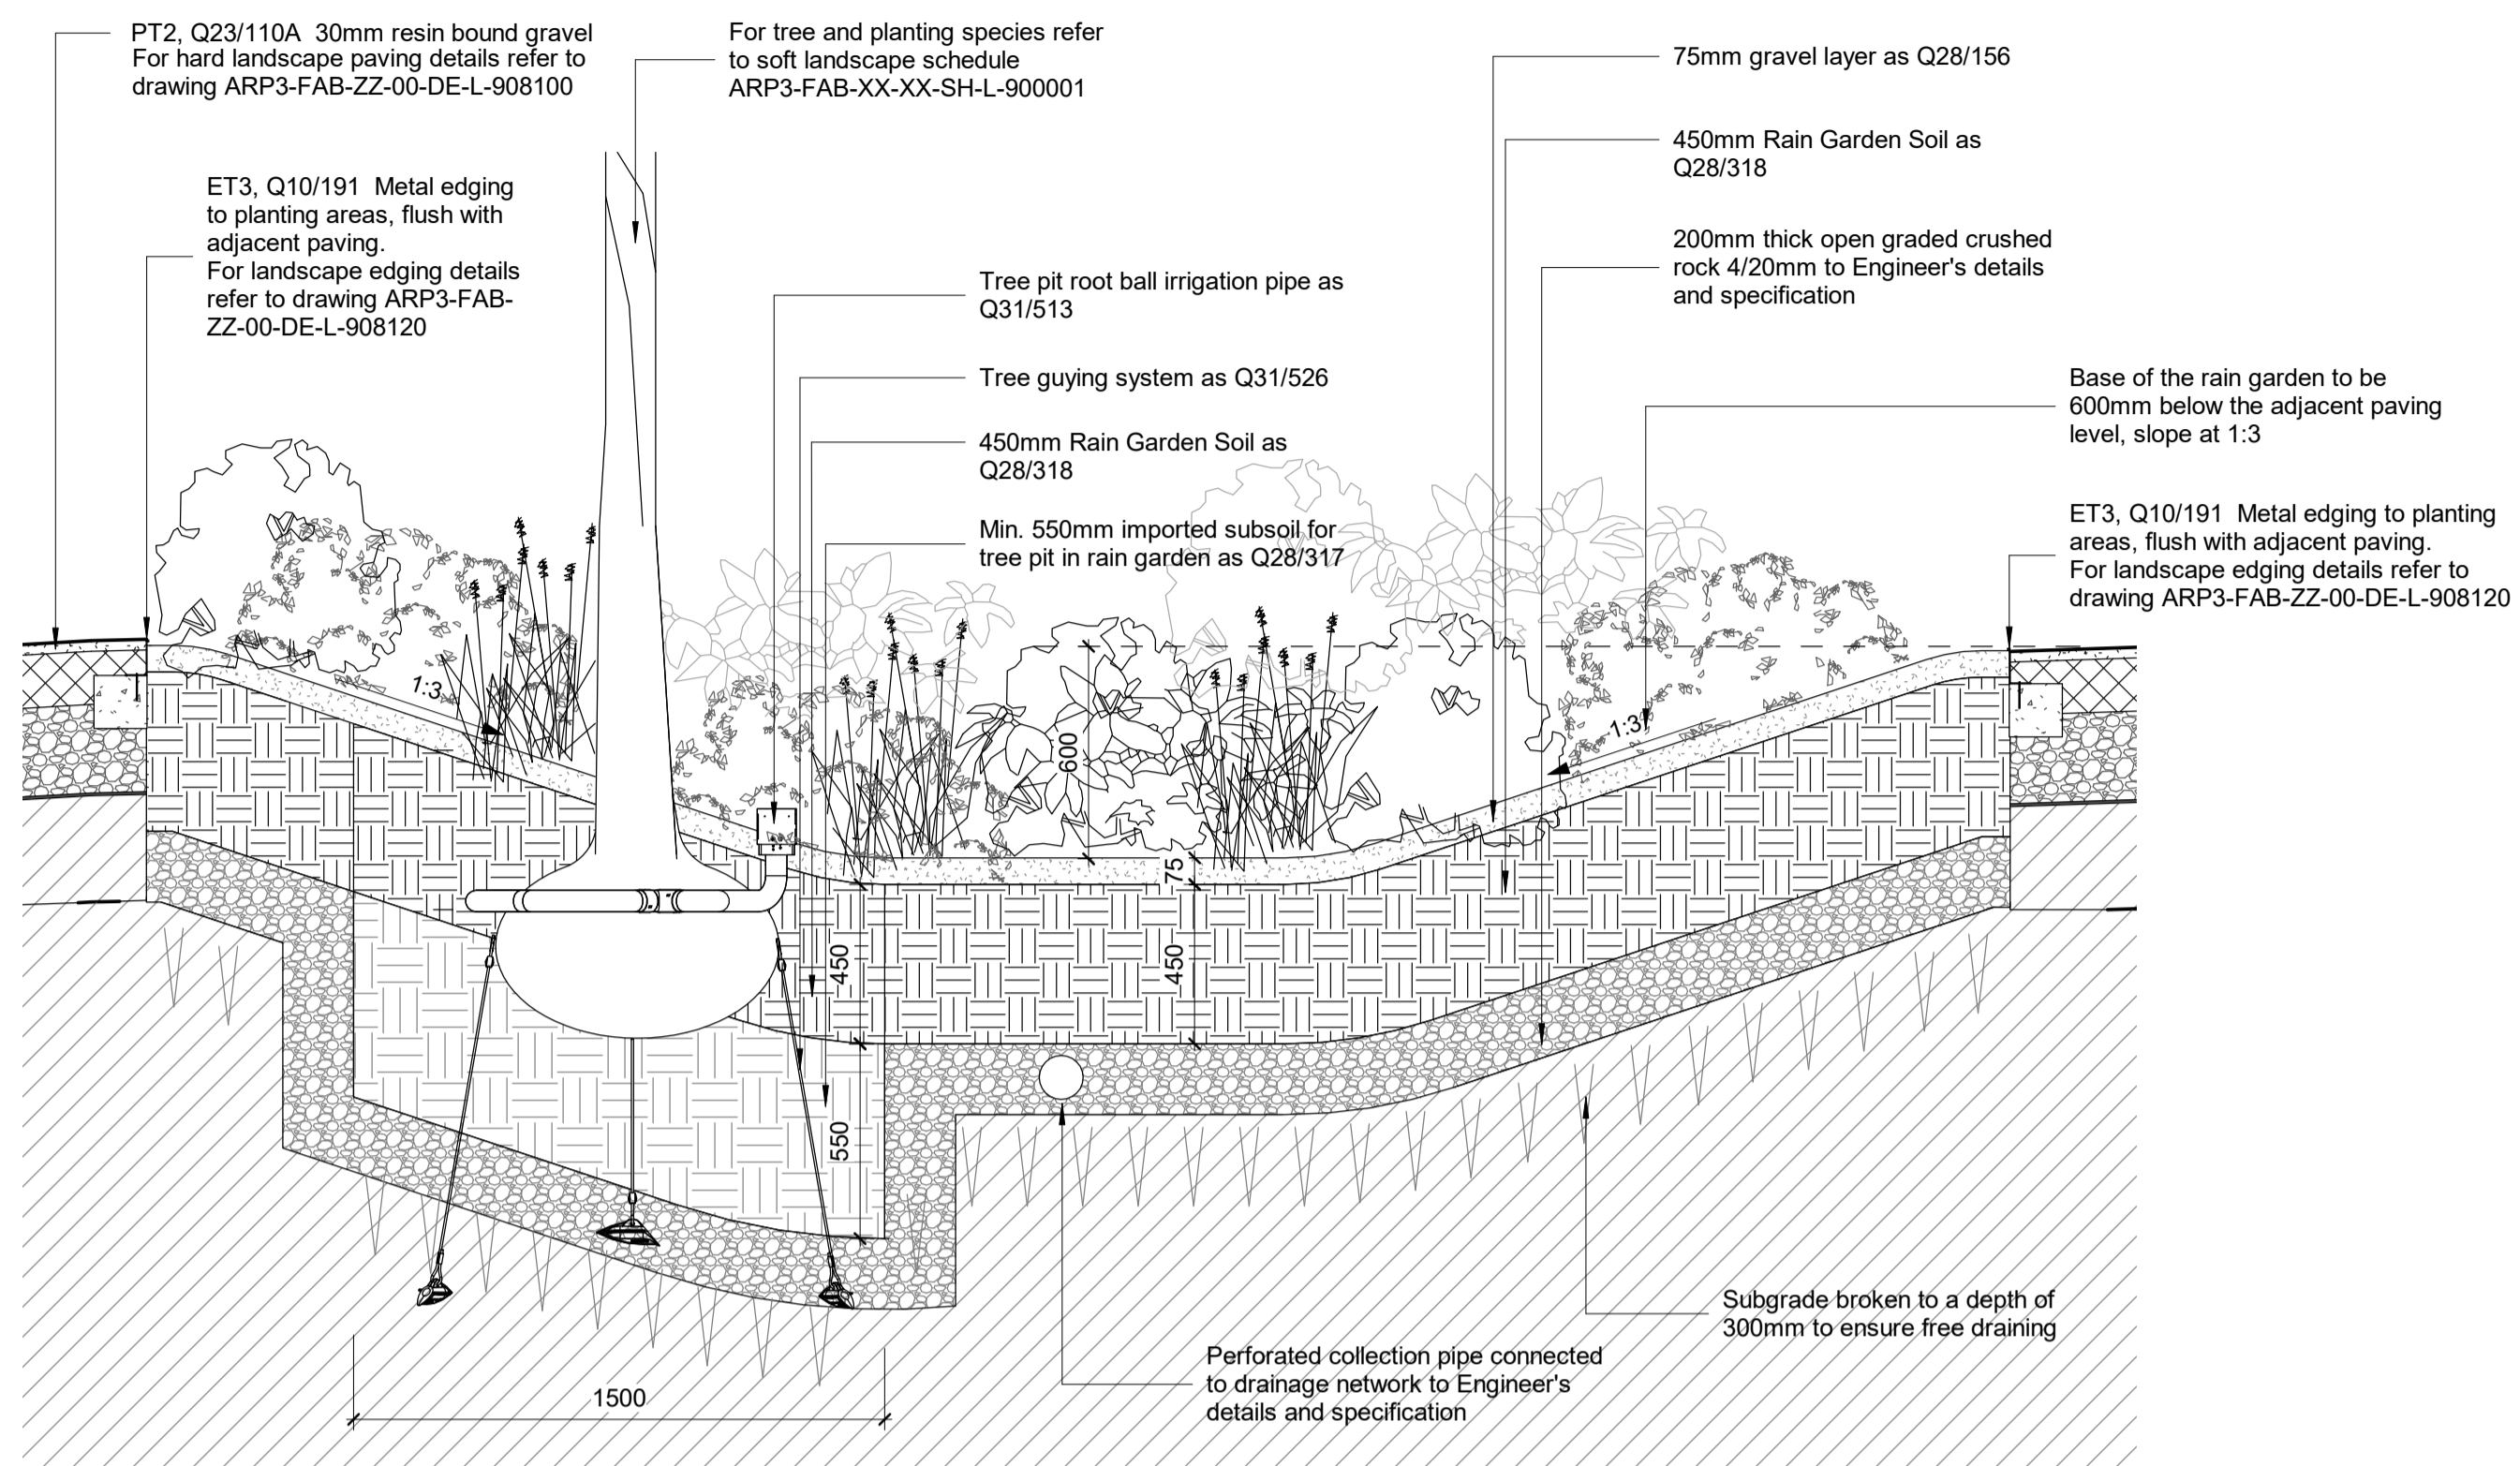 PT2, Q23/110A  30mm resin bound gravel
For hard landscape paving details refer to
drawing ARP3-FAB-ZZ-00-DE-L-908100
For tree and planting species refer
to soft landscape schedule
ARP3-FAB-XX-XX-SH-L-900001
75mm gravel layer as Q28/156
450mm Rain Garden Soil as
Q28/318
ET3, Q10/191  Metal edging
to planting areas, flush with
adjacent paving.
For landscape edging details
refer to drawing ARP3-FAB-
ZZ-00-DE-L-908120
200mm thick open graded crushed
rock 4/20mm to Engineer's details
and specification
Tree pit root ball irrigation pipe as
Q31/513
Tree guying system as Q31/526
Base of the rain garden to be
600mm below the adjacent paving
level, slope at 1:3
450mm Rain Garden Soil as
Q28/318
Min. 550mm imported subsoil for
tree pit in rain garden as Q28/317
ET3, Q10/191  Metal edging to planting
areas, flush with adjacent paving.
For landscape edging details refer to
drawing ARP3-FAB-ZZ-00-DE-L-908120
1:3
600
1:3
75
450
450
550
Subgrade broken to a depth of
300mm to ensure free draining
Perforated collection pipe connected
to drainage network to Engineer's
details and specification
1500